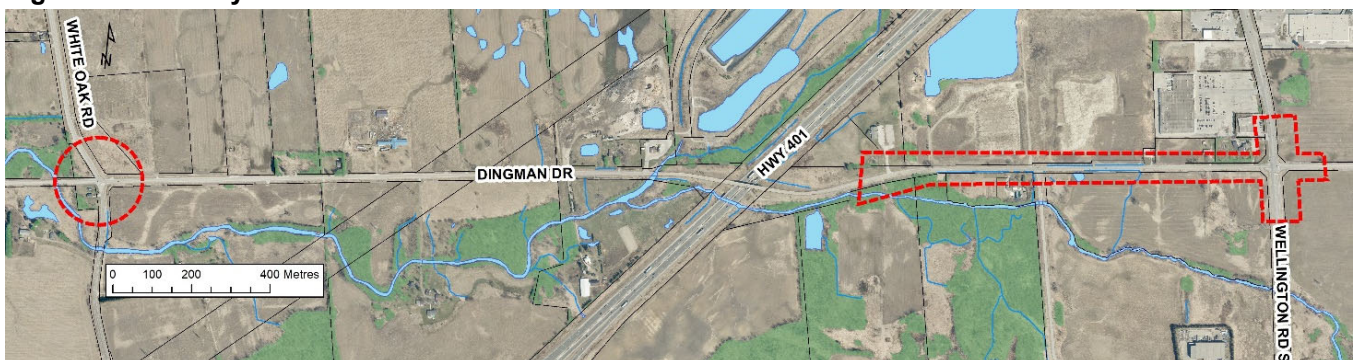 WHITE OAK RD
N
DINGMAN DR
HWY 401
WELLINGTON RD S
0 100 200 400 Metres